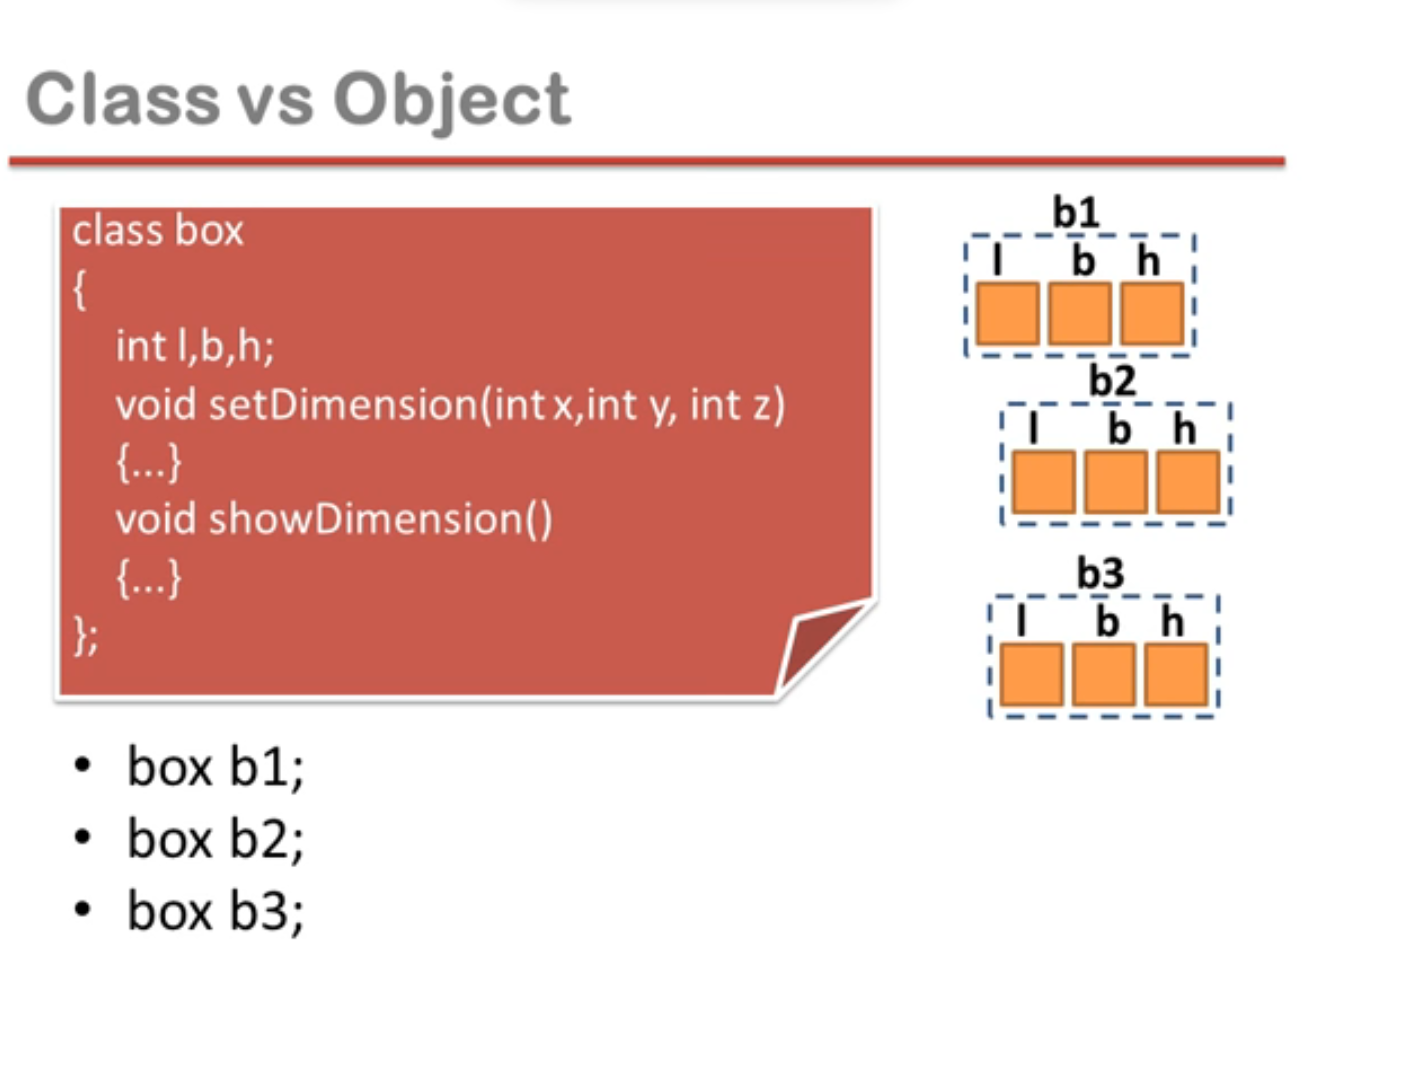 Class vs Object
class box
{
int l,b,h;
void setDimension(int x,int y, int z)
{...}
void showDimension()
{...}
};
b1
l b h
b2
l b h
b3
l b h
• box b1;
• box b2;
• box b3;